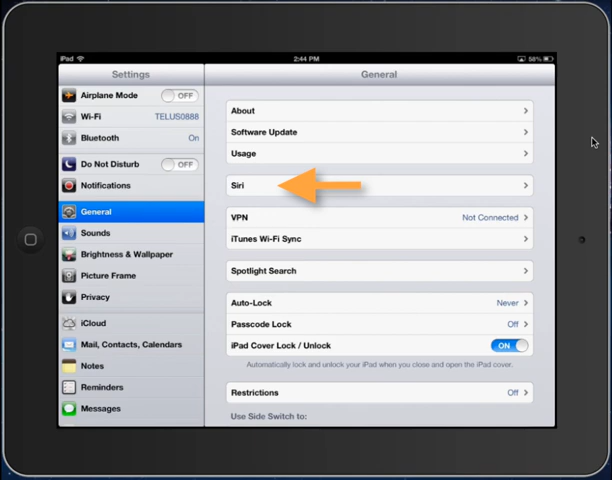 iPad 2:44 PM 58%
Settings
General
Airplane Mode OFF
Wi-Fi TELUS0888
Bluetooth On
Do Not Disturb OFF
Notifications
General
Sounds
Brightness & Wallpaper
Picture Frame
Privacy
iCloud
Mail, Contacts, Calendars
Notes
Reminders
Messages
About
Software Update
Usage
Siri
VPN Not Connected
iTunes Wi-Fi Sync
Spotlight Search
Auto-Lock Never
Passcode Lock Off
iPad Cover Lock / Unlock ON
Automatically lock and unlock your iPad when you close and open the iPad cover.
Restrictions Off
Use Side Switch to: